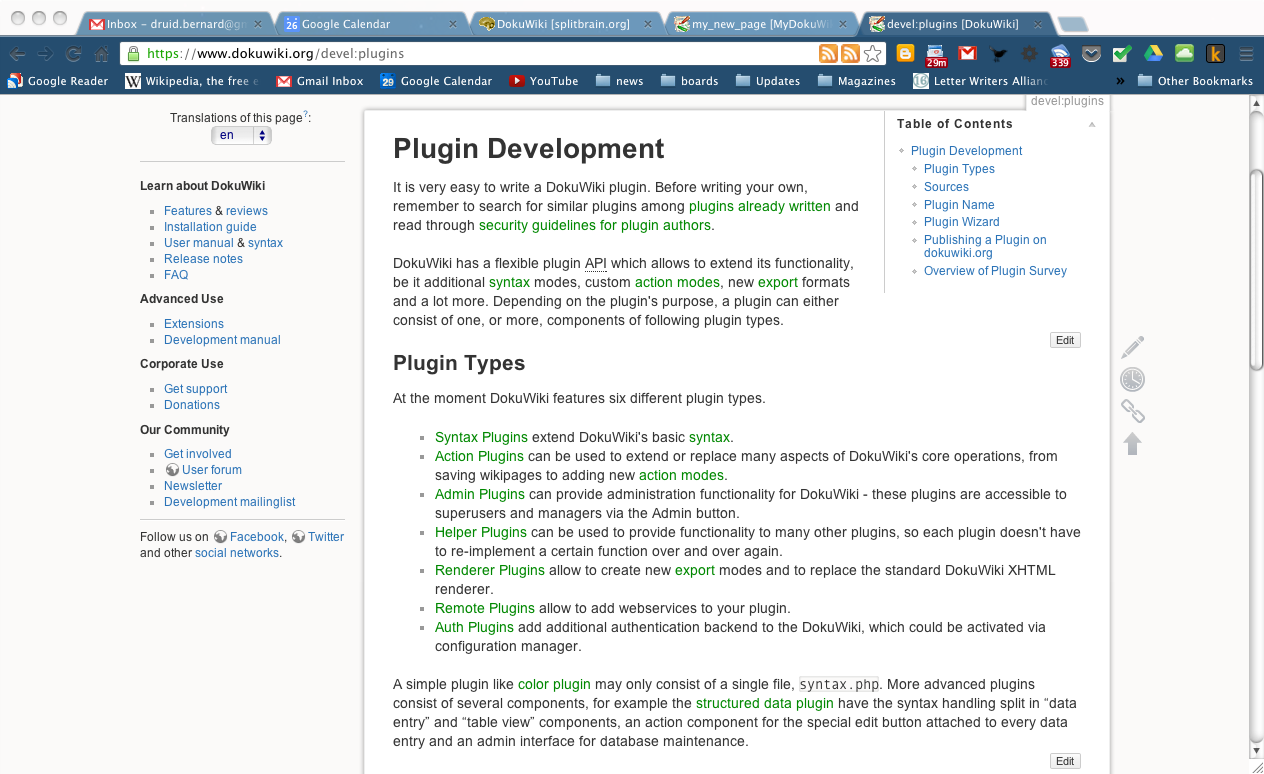 Inbox – druid.bernard@gm
26 Google Calendar
DokuWiki [splitbrain.org]
my_new_page [MyDokuWi
devel:plugins [DokuWiki]
https://www.dokuwiki.org/devel:plugins
29m
339
k
Google Reader
W Wikipedia, the free e
Gmail Inbox
29 Google Calendar
YouTube
news
boards
Updates
Magazines
Letter Writers Allianc
»
Other Bookmarks
devel:plugins
Translations of this page?:
en
Learn about DokuWiki
Features & reviews
Installation guide
User manual & syntax
Release notes
FAQ
Advanced Use
Extensions
Development manual
Corporate Use
Get support
Donations
Our Community
Get involved
User forum
Newsletter
Development mailinglist
Follow us on Facebook, Twitter
and other social networks.
Plugin Development
It is very easy to write a DokuWiki plugin. Before writing your own,
remember to search for similar plugins among plugins already written and
read through security guidelines for plugin authors.
DokuWiki has a flexible plugin API which allows to extend its functionality,
be it additional syntax modes, custom action modes, new export formats
and a lot more. Depending on the plugin's purpose, a plugin can either
consist of one, or more, components of following plugin types.
Table of Contents
Plugin Development
Plugin Types
Sources
Plugin Name
Plugin Wizard
Publishing a Plugin on
dokuwiki.org
Overview of Plugin Survey
Edit
Plugin Types
At the moment DokuWiki features six different plugin types.
Syntax Plugins extend DokuWiki's basic syntax.
Action Plugins can be used to extend or replace many aspects of DokuWiki's core operations, from
saving wikipages to adding new action modes.
Admin Plugins can provide administration functionality for DokuWiki - these plugins are accessible to
superusers and managers via the Admin button.
Helper Plugins can be used to provide functionality to many other plugins, so each plugin doesn't have
to re-implement a certain function over and over again.
Renderer Plugins allow to create new export modes and to replace the standard DokuWiki XHTML
renderer.
Remote Plugins allow to add webservices to your plugin.
Auth Plugins add additional authentication backend to the DokuWiki, which could be activated via
configuration manager.
A simple plugin like color plugin may only consist of a single file, syntax.php. More advanced plugins
consist of several components, for example the structured data plugin have the syntax handling split in “data
entry” and “table view” components, an action component for the special edit button attached to every data
entry and an admin interface for database maintenance.
Edit